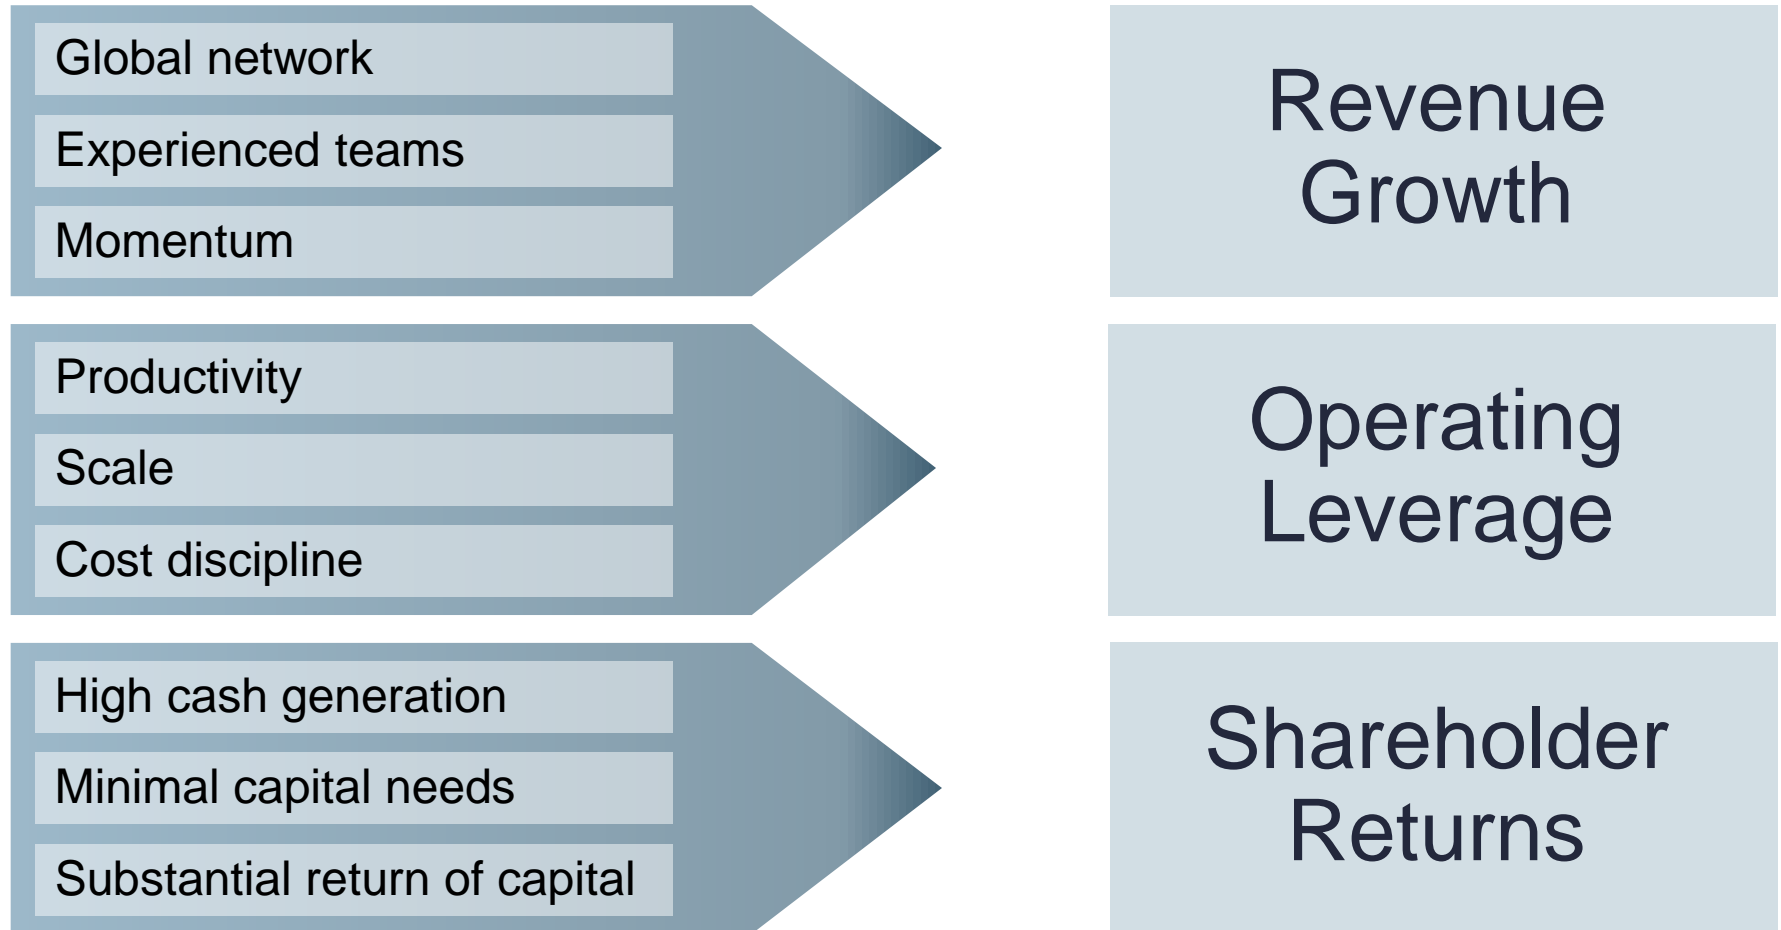 Global network
Experienced teams
Momentum
Revenue
Growth
Productivity
Scale
Cost discipline
Operating
Leverage
High cash generation
Minimal capital needs
Substantial return of capital
Shareholder
Returns